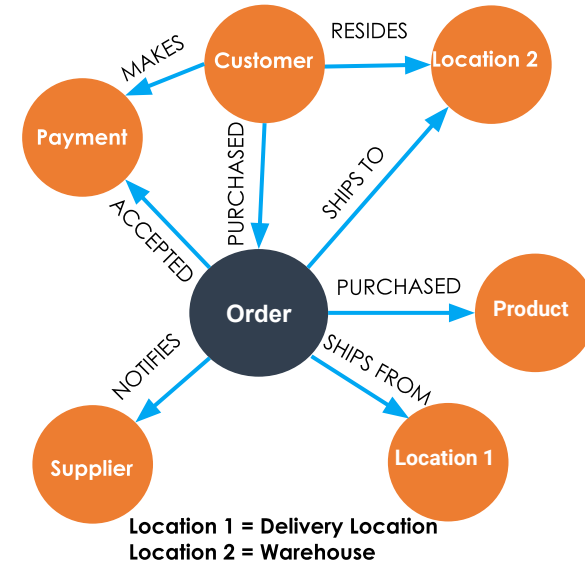 MAKES
Customer
RESIDES
Location 2
Payment
PURCHASED
SHIPS TO
ACCEPTED
Order
PURCHASED
Product
NOTIFIES
SHIPS FROM
Supplier
Location 1
Location 1 = Delivery Location
Location 2 = Warehouse